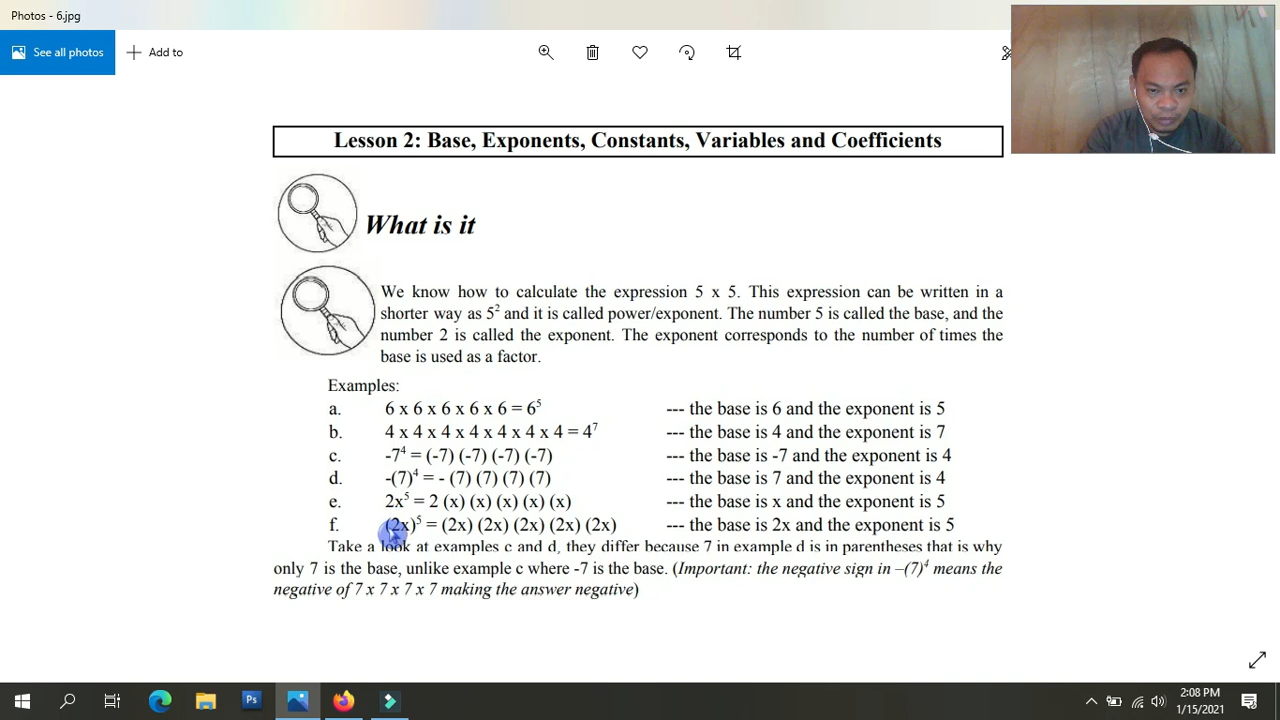 Photos - 6.jpg
See all photos
Add to
Lesson 2: Base, Exponents, Constants, Variables and Coefficients
What is it
We know how to calculate the expression 5 x 5. This expression can be written in a
shorter way as 5² and it is called power/exponent. The number 5 is called the base, and the
number 2 is called the exponent. The exponent corresponds to the number of times the
base is used as a factor.
Examples:
a. 6 x 6 x 6 x 6 x 6 = 6⁵ --- the base is 6 and the exponent is 5
b. 4 x 4 x 4 x 4 x 4 x 4 x 4 = 4⁷ --- the base is 4 and the exponent is 7
c. -7⁴ = (-7) (-7) (-7) (-7) --- the base is -7 and the exponent is 4
d. -(7)⁴ = - (7) (7) (7) (7) --- the base is 7 and the exponent is 4
e. 2x⁵ = 2 (x) (x) (x) (x) (x) --- the base is x and the exponent is 5
f. (2x)⁵ = (2x) (2x) (2x) (2x) (2x) --- the base is 2x and the exponent is 5
Take a look at examples c and d, they differ because 7 in example d is in parentheses that is why
only 7 is the base, unlike example c where -7 is the base. (Important: the negative sign in –(7)⁴ means the
negative of 7 x 7 x 7 x 7 making the answer negative)
Ps
2:08 PM
1/15/2021